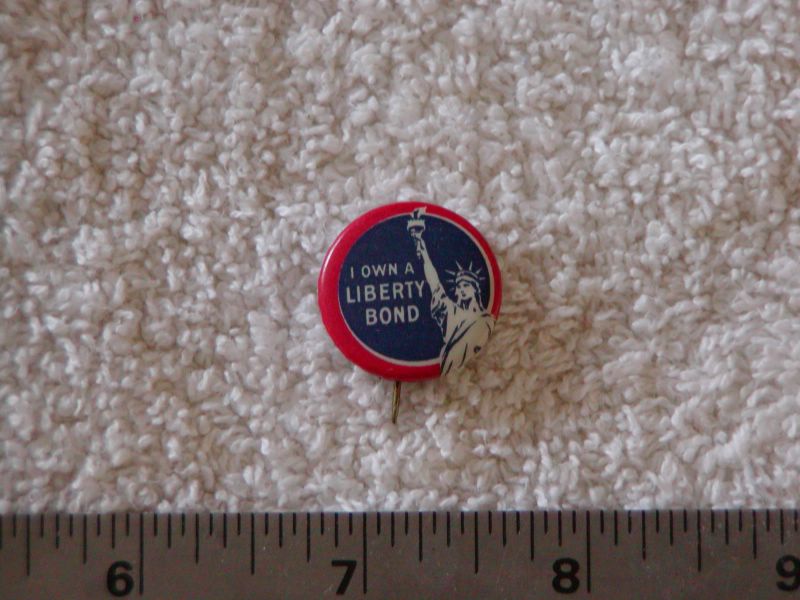 I OWN A
LIBERTY
BOND
6 7 8 9